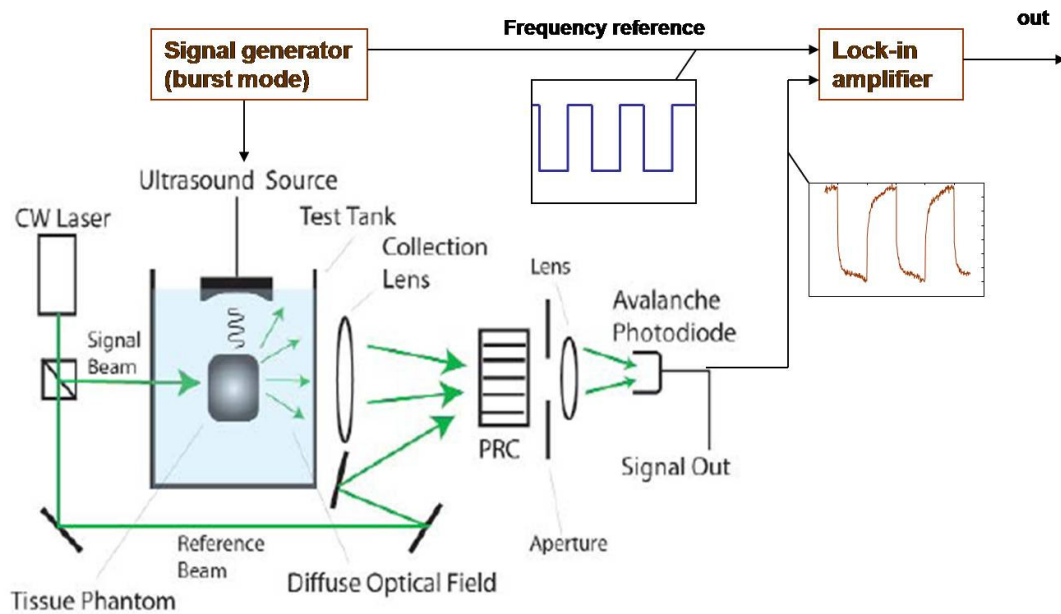 out
Frequency reference
Signal generator
(burst mode)
Lock-in
amplifier
Ultrasound Source
CW Laser
Test Tank
Collection
Lens
Lens
Avalanche
Photodiode
Signal
Beam
PRC
Signal Out
Reference
Beam
Aperture
Tissue Phantom
Diffuse Optical Field